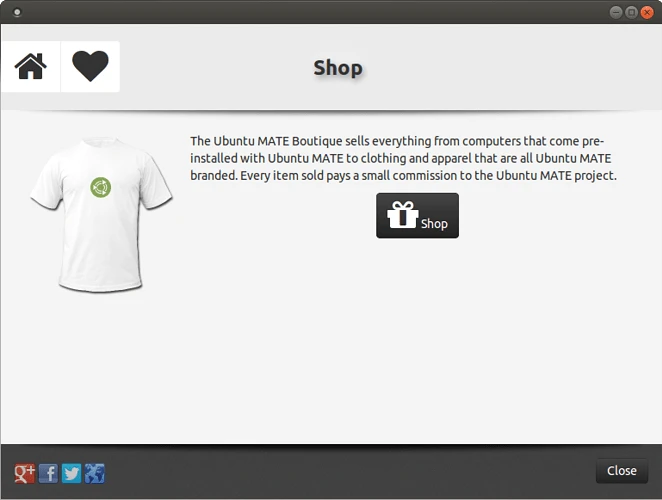 Shop
The Ubuntu MATE Boutique sells everything from computers that come pre-
installed with Ubuntu MATE to clothing and apparel that are all Ubuntu MATE
branded. Every item sold pays a small commission to the Ubuntu MATE project.
Shop
g+ f
Close